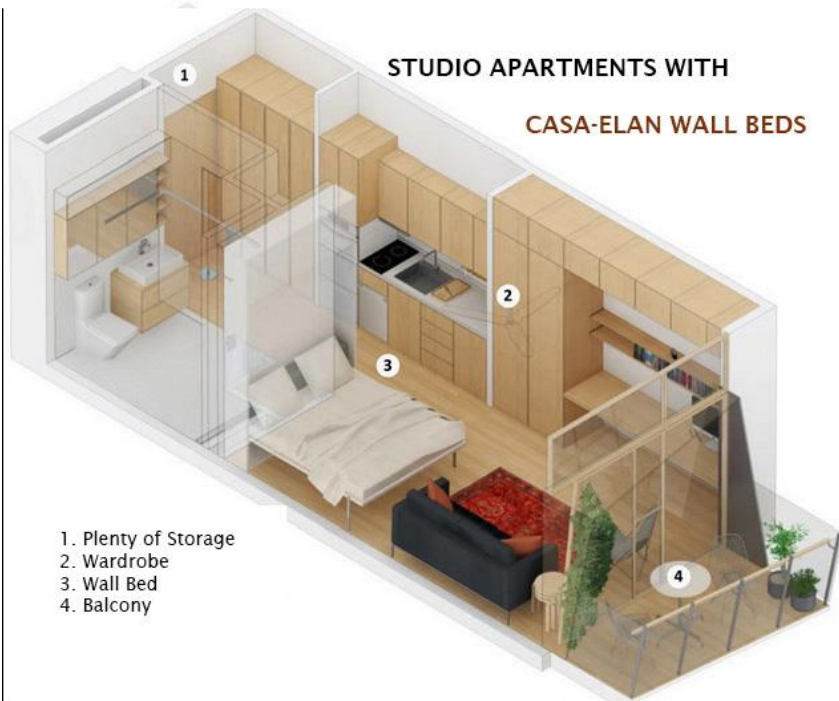 STUDIO APARTMENTS WITH
CASA-ELAN WALL BEDS
1
2
3
4
1. Plenty of Storage
2. Wardrobe
3. Wall Bed
4. Balcony